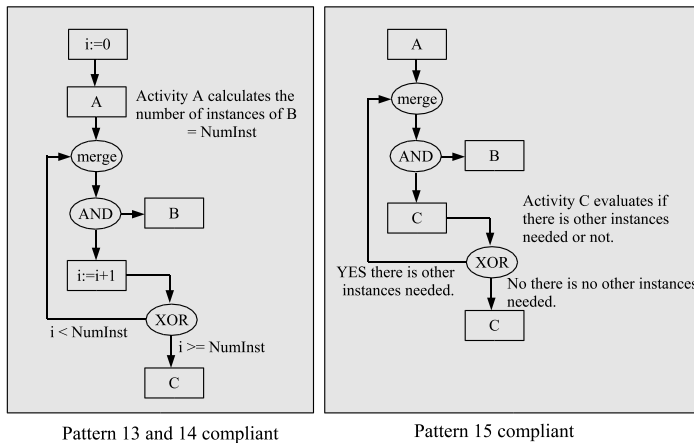 i:=0
A
Activity A calculates the
number of instances of B
= NumInst
merge
AND
B
i:=i+1
XOR
i < NumInst
i >= NumInst
C
Pattern 13 and 14 compliant
A
merge
AND
B
C
Activity C evaluates if
there is other instances
needed or not.
XOR
YES there is other
instances needed.
No there is no other instances
needed.
C
Pattern 15 compliant